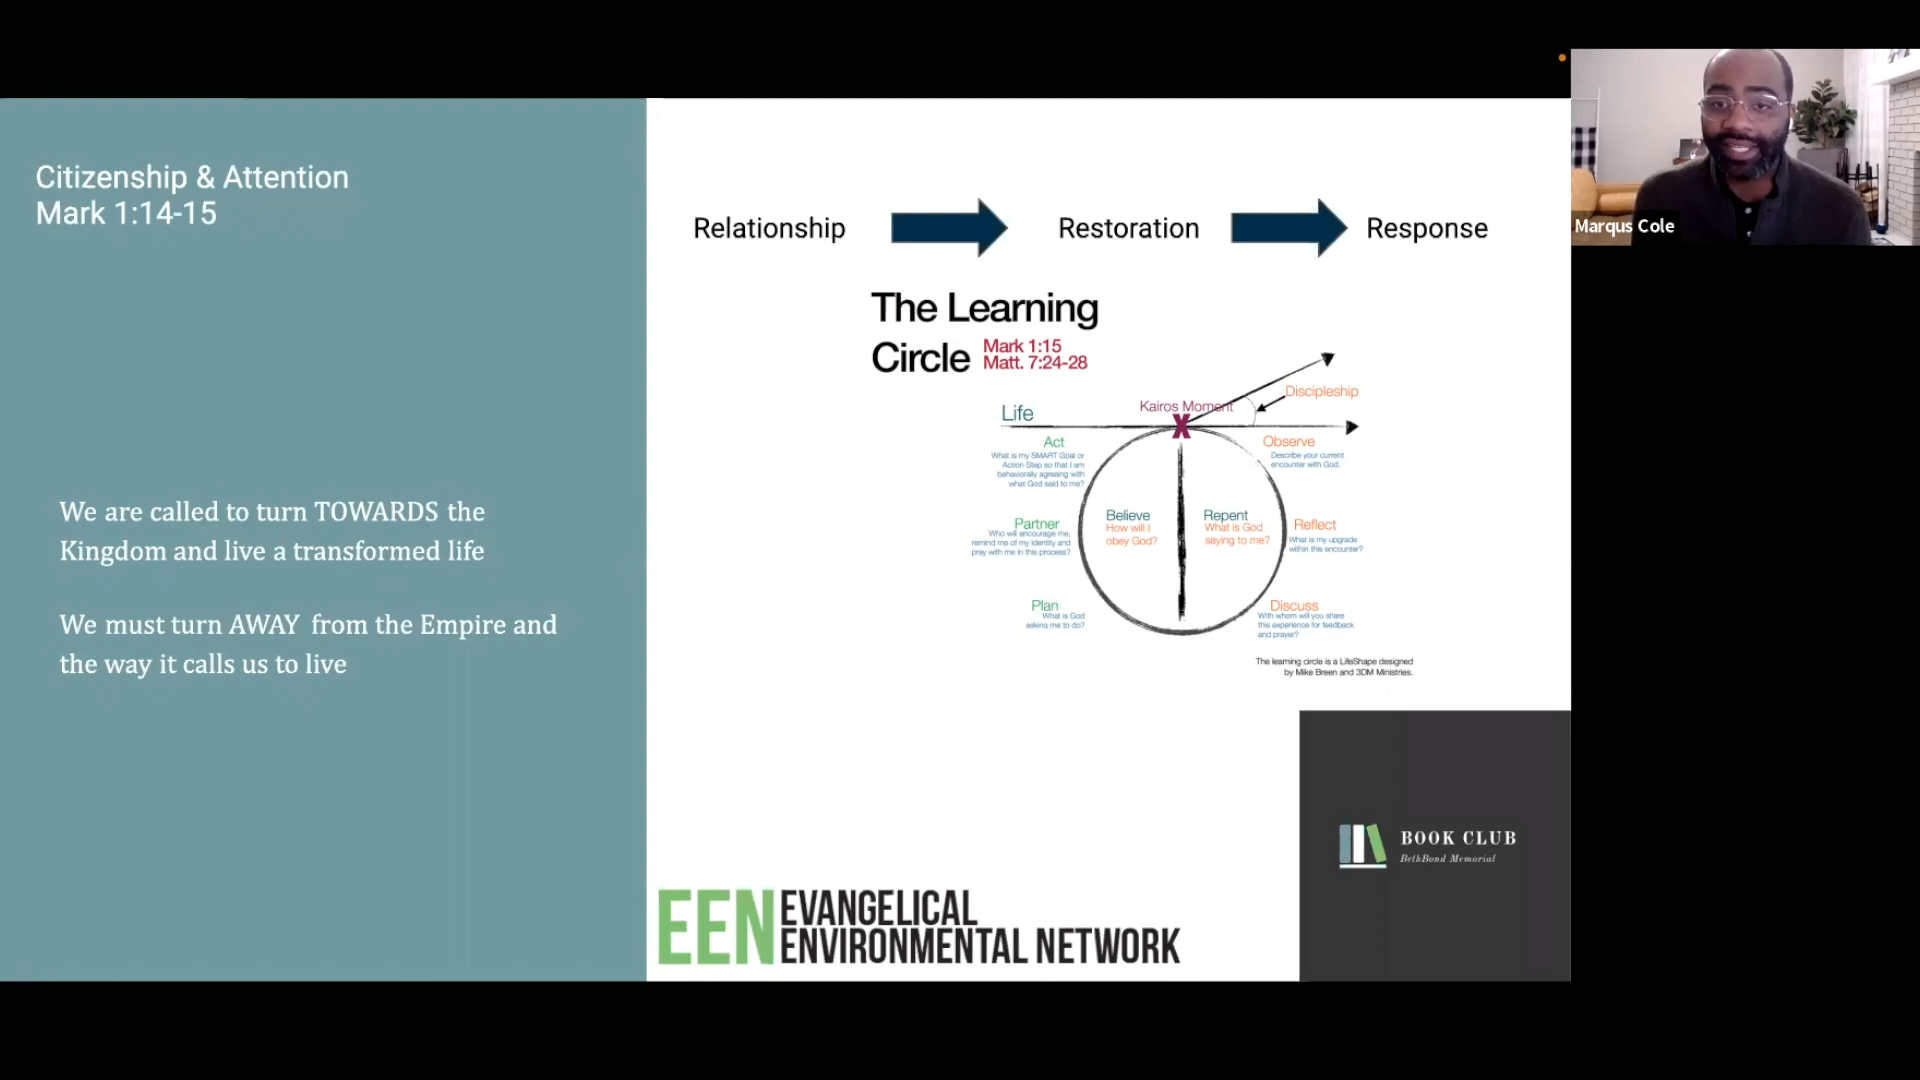 Citizenship & Attention
Mark 1:14-15
We are called to turn TOWARDS the
Kingdom and live a transformed life
We must turn AWAY from the Empire and
the way it calls us to live
Relationship
Restoration
Response
The Learning
Circle
Mark 1:15
Matt. 7:24-28
Life
Kairos Moment
X
Discipleship
Observe
Describe your current
encounter with God.
Repent
What is God
saying to me?
Reflect
What is my upgrade
within this encounter?
Discuss
With whom will you share
this experience for feedback
and prayer?
Believe
How will I
obey God?
Plan
What is God
asking me to do?
Partner
Who will encourage me,
remind me of my identity and
pray with me in this process?
Act
What is my SMART Goal or
Action Step so that I am
behaviorally agreeing with
what God said to me?
The learning circle is a LifeShape designed
by Mike Breen and 3DM Ministries.
BOOK CLUB
BethBond Memorial
EEN EVANGELICAL
ENVIRONMENTAL NETWORK
Marqus Cole